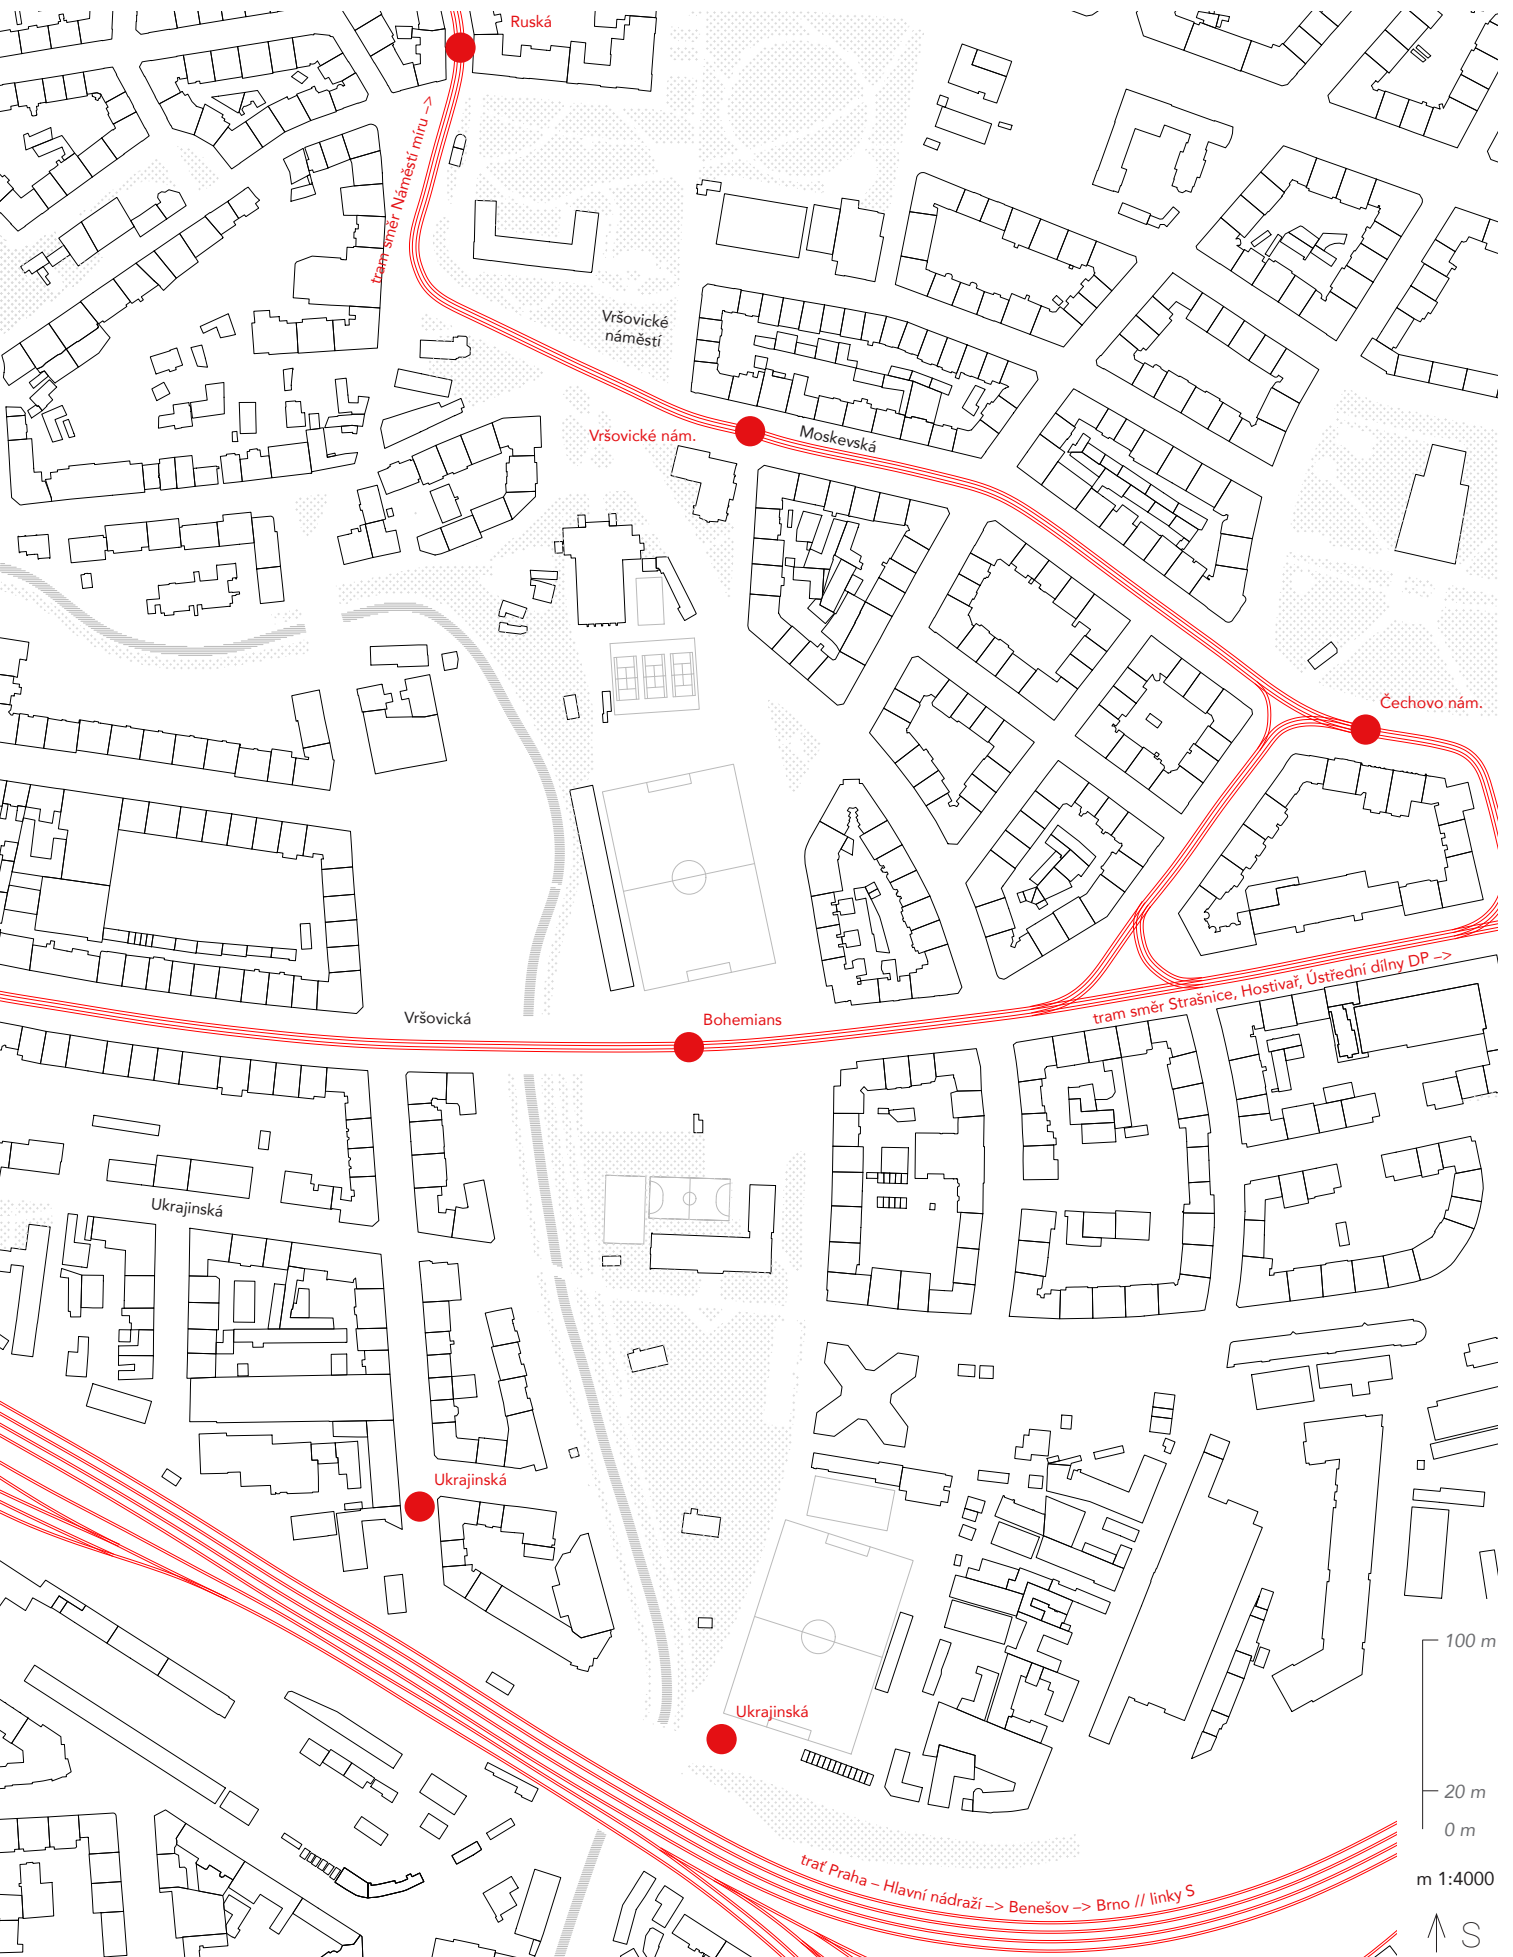 Ruská
tram směr Náměstí míru –>
Vršovické
náměstí
Vršovické nám.
Moskevská
Čechovo nám.
tram směr Strašnice, Hostivař, Ústřední dílny DP –>
Vršovická
Bohemians
Ukrajinská
Ukrajinská
Ukrajinská
100 m
20 m
0 m
trať Praha – Hlavní nádraží –> Benešov –> Brno // linky S
m 1:4000
S